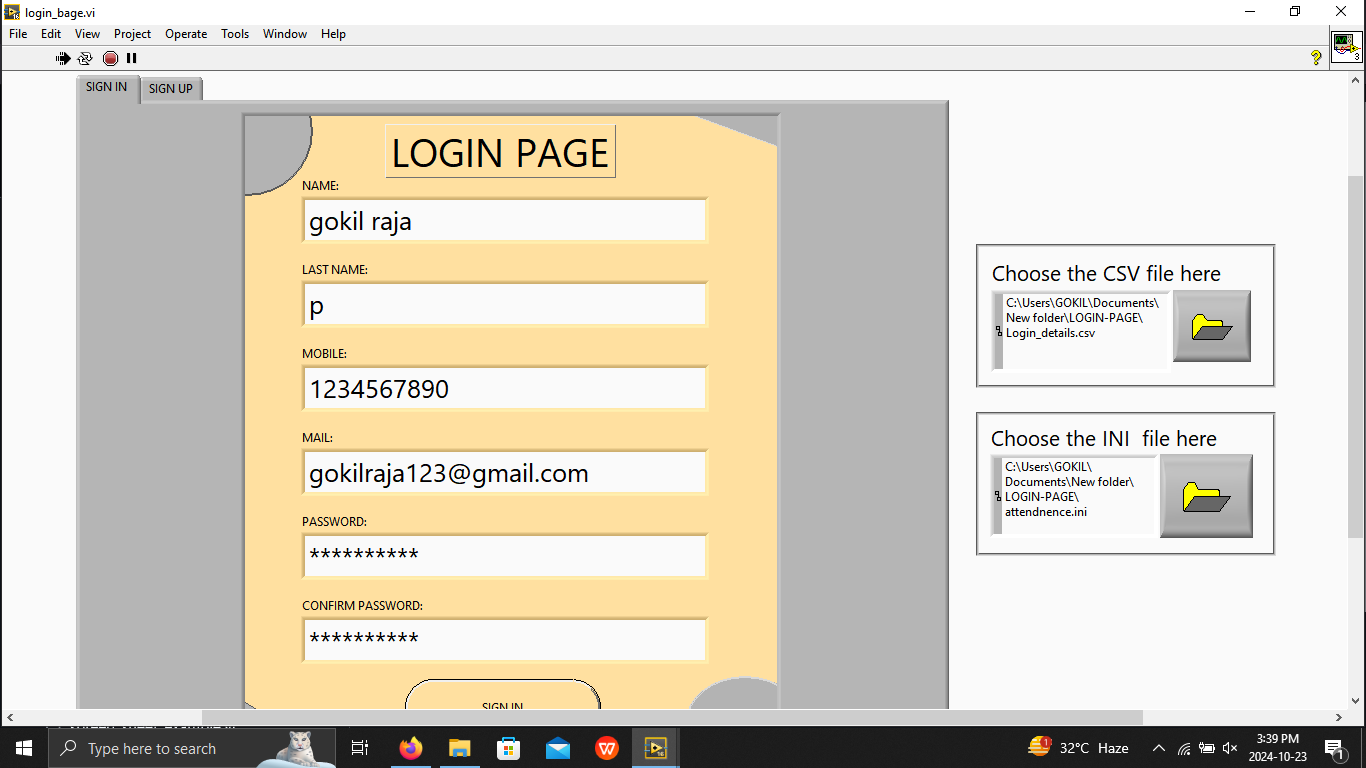 login_bage.vi
File Edit View Project Operate Tools Window Help
SIGN IN SIGN UP
LOGIN PAGE
NAME:
gokil raja
LAST NAME:
p
MOBILE:
1234567890
MAIL:
gokilraja123@gmail.com
PASSWORD:
**********
CONFIRM PASSWORD:
**********
SIGN IN
Choose the CSV file here
C:\Users\GOKIL\Documents\
New folder\LOGIN-PAGE\
Login_details.csv
Choose the INI  file here
C:\Users\GOKIL\
Documents\New folder\
LOGIN-PAGE\
attendnence.ini
Type here to search
32°C Haze
3:39 PM
2024-10-23